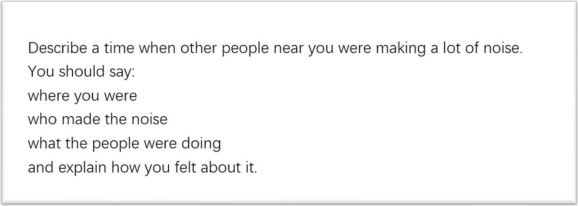 Describe a time when other people near you were making a lot of noise.
You should say:
where you were
who made the noise
what the people were doing
and explain how you felt about it.